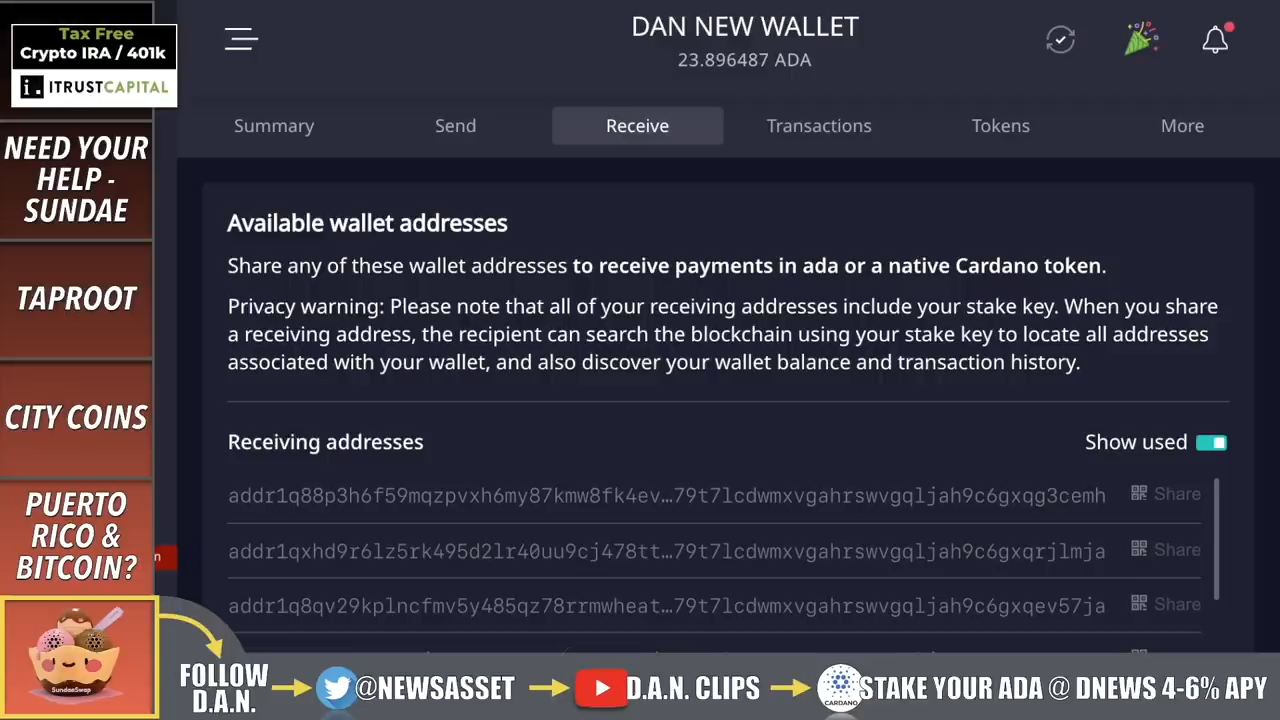 Tax Free
Crypto IRA / 401k
i. ITRUSTCAPITAL
NEED YOUR
HELP -
SUNDAE
TAPROOT
CITY COINS
PUERTO
RICO &
BITCOIN?
SundaeSwap
DAN NEW WALLET
23.896487 ADA
Summary
Send
Receive
Transactions
Tokens
More
Available wallet addresses
Share any of these wallet addresses to receive payments in ada or a native Cardano token.
Privacy warning: Please note that all of your receiving addresses include your stake key. When you share
a receiving address, the recipient can search the blockchain using your stake key to locate all addresses
associated with your wallet, and also discover your wallet balance and transaction history.
Receiving addresses
Show used
addr1q88p3h6f59mqzpvxh6my87kmw8fk4ev…79t7lcdwmxvgahrswvgqljah9c6gxqg3cemh
Share
addr1qxhd9r6lz5rk495d2lr40uu9cj478tt…79t7lcdwmxvgahrswvgqljah9c6gxqrjlmja
Share
addr1q8qv29kplncfmv5y485qz78rrmwheat…79t7lcdwmxvgahrswvgqljah9c6gxqev57ja
Share
FOLLOW
D.A.N.
@NEWSASSET
D.A.N. CLIPS
CARDANO
STAKE YOUR ADA @ DNEWS 4-6% APY